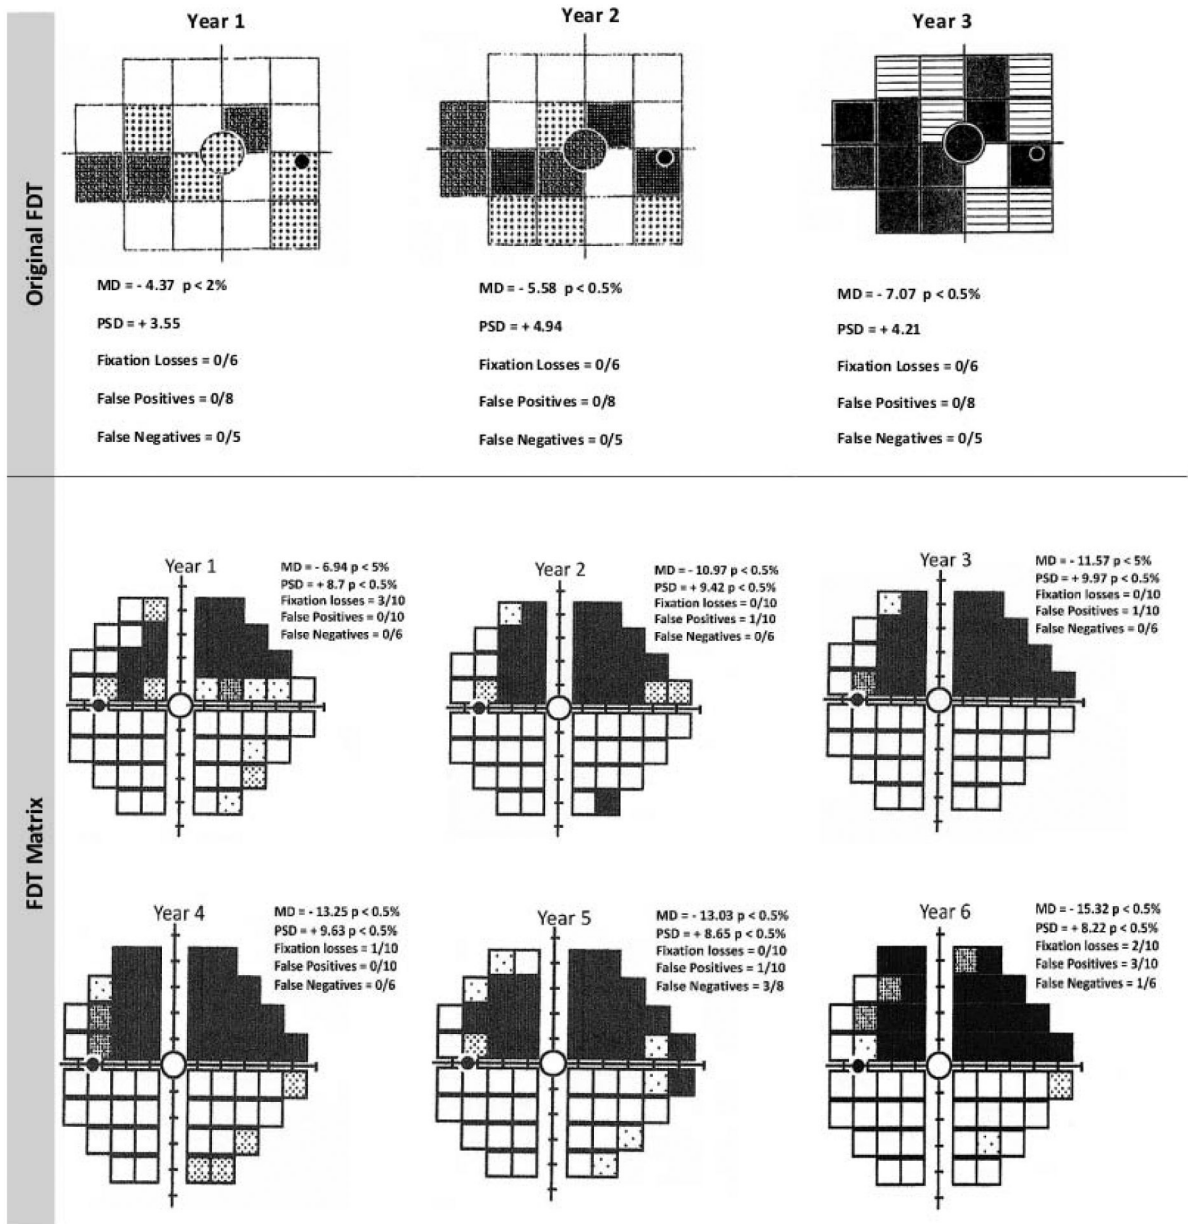 Year 1
Year 2
Year 3
Original FDT
MD = - 4.37 p < 2%
PSD = + 3.55
Fixation Losses = 0/6
False Positives = 0/8
False Negatives = 0/5
MD = - 5.58 p < 0.5%
PSD = + 4.94
Fixation Losses = 0/6
False Positives = 0/8
False Negatives = 0/5
MD = - 7.07 p < 0.5%
PSD = + 4.21
Fixation Losses = 0/6
False Positives = 0/8
False Negatives = 0/5
FDT Matrix
Year 1
MD = - 6.94 p < 5%
PSD = + 8.7 p < 0.5%
Fixation losses = 3/10
False Positives = 0/10
False Negatives = 0/6
Year 2
MD = - 10.97 p < 0.5%
PSD = + 9.42 p < 0.5%
Fixation losses = 0/10
False Positives = 1/10
False Negatives = 0/6
Year 3
MD = - 11.57 p < 5%
PSD = + 9.97 p < 0.5%
Fixation losses = 0/10
False Positives = 1/10
False Negatives = 0/6
Year 4
MD = - 13.25 p < 0.5%
PSD = + 9.63 p < 0.5%
Fixation losses = 1/10
False Positives = 0/10
False Negatives = 0/6
Year 5
MD = - 13.03 p < 0.5%
PSD = + 8.65 p < 0.5%
Fixation losses = 0/10
False Positives = 1/10
False Negatives = 3/8
Year 6
MD = - 15.32 p < 0.5%
PSD = + 8.22 p < 0.5%
Fixation losses = 2/10
False Positives = 3/10
False Negatives = 1/6